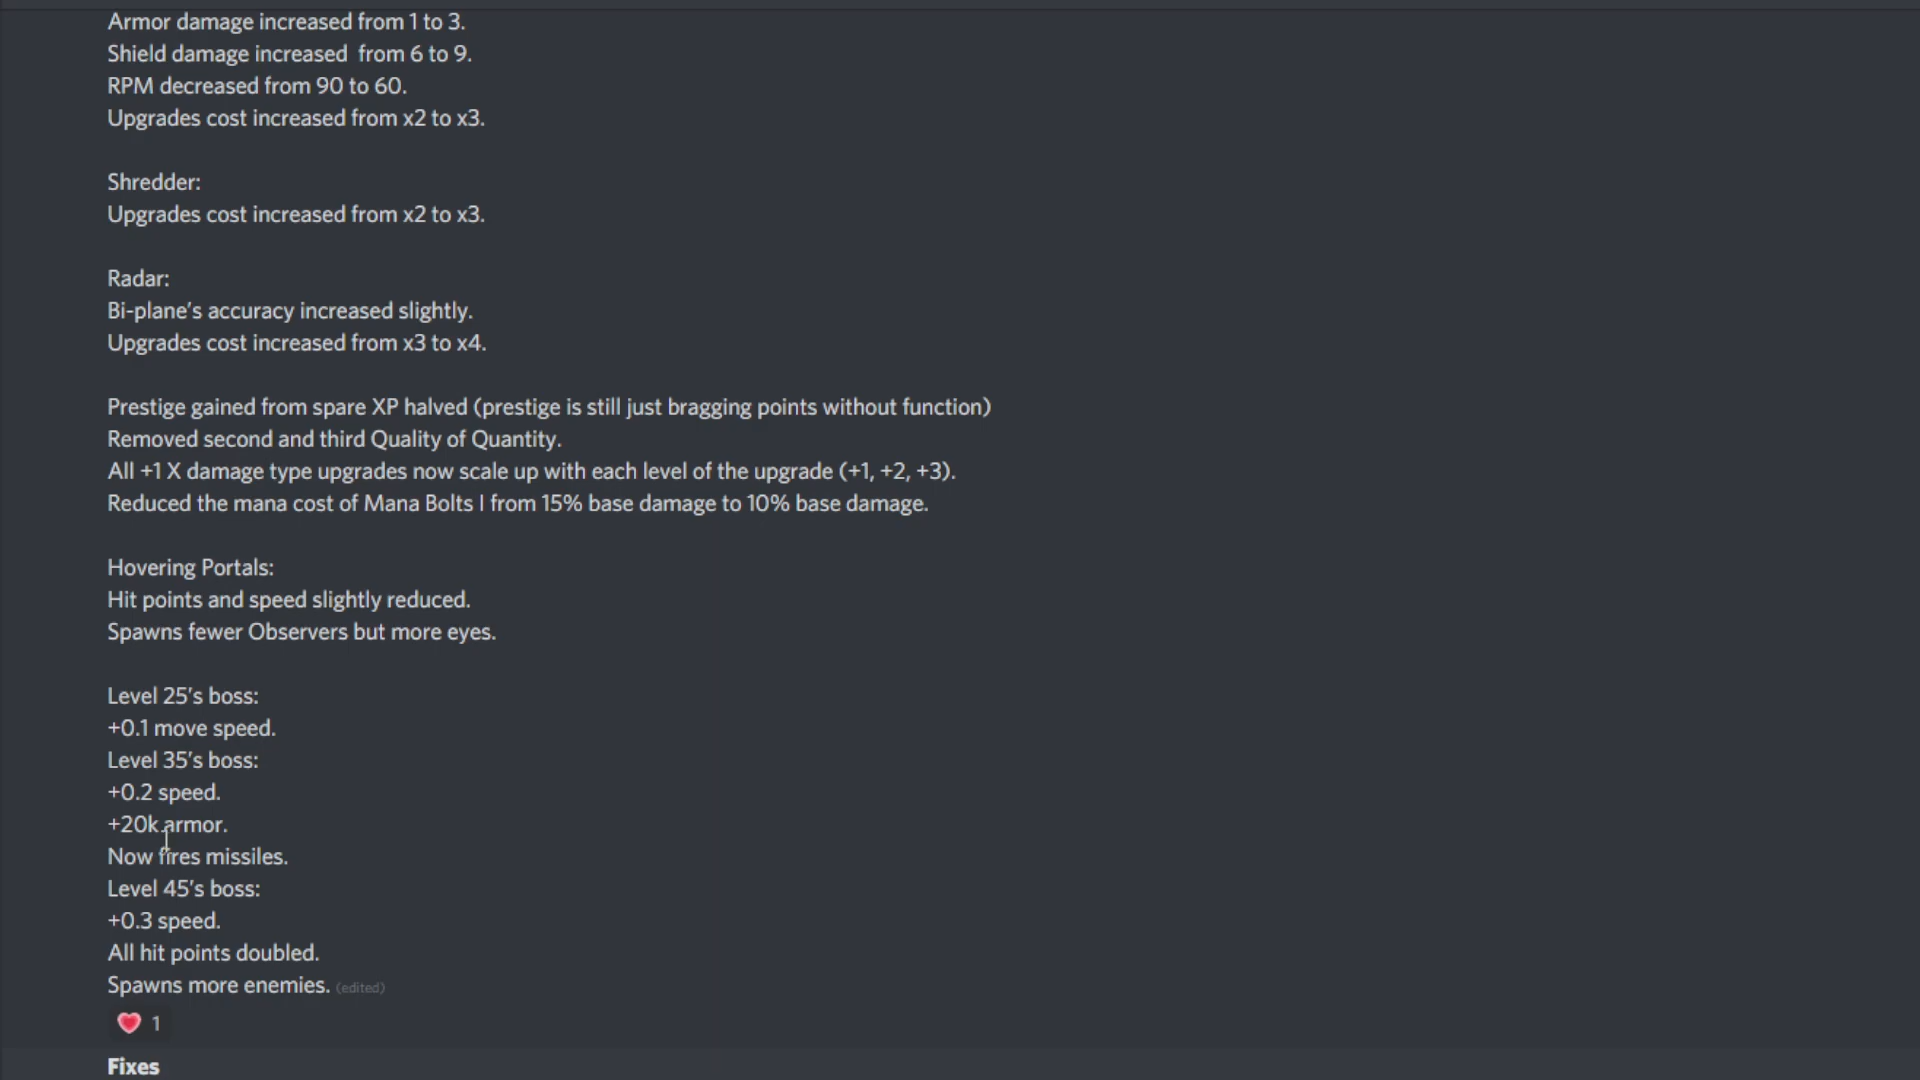 Armor damage increased from 1 to 3.
Shield damage increased  from 6 to 9.
RPM decreased from 90 to 60.
Upgrades cost increased from x2 to x3.
Shredder:
Upgrades cost increased from x2 to x3.
Radar:
Bi-plane's accuracy increased slightly.
Upgrades cost increased from x3 to x4.
Prestige gained from spare XP halved (prestige is still just bragging points without function)
Removed second and third Quality of Quantity.
All +1 X damage type upgrades now scale up with each level of the upgrade (+1, +2, +3).
Reduced the mana cost of Mana Bolts I from 15% base damage to 10% base damage.
Hovering Portals:
Hit points and speed slightly reduced.
Spawns fewer Observers but more eyes.
Level 25's boss:
+0.1 move speed.
Level 35's boss:
+0.2 speed.
+20k armor.
Now fires missiles.
Level 45's boss:
+0.3 speed.
All hit points doubled.
Spawns more enemies. (edited)
1
Fixes